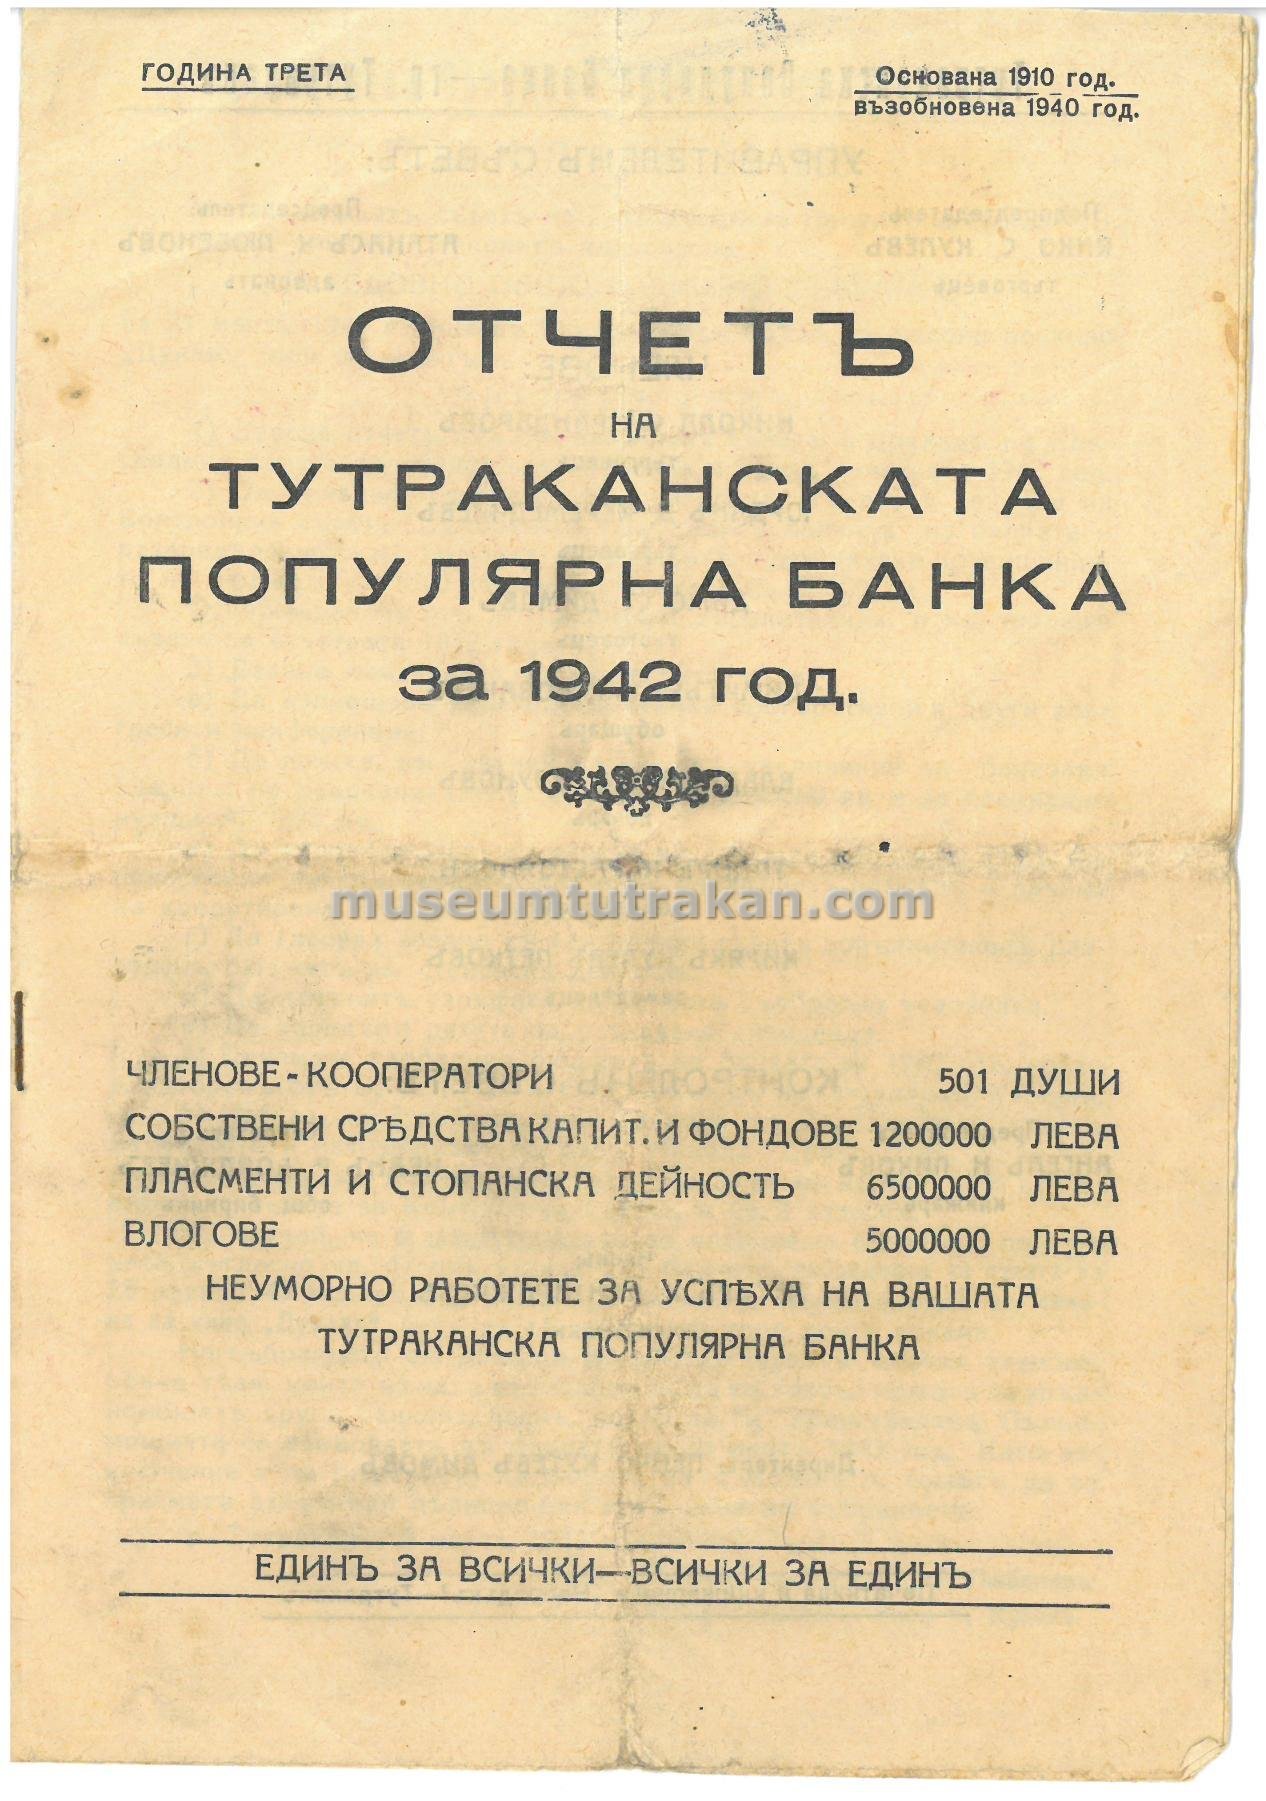 ГОДИНА ТРЕТА
Основана 1910 год.
възобновена 1940 год.
ОТЧЕТЪ
НА
ТУТРАКАНСКАТА
ПОПУЛЯРНА БАНКА
за 1942 год.
museumtutrakan.com
ЧЛЕНОВЕ-КООПЕРАТОРИ 501 ДУШИ
СОБСТВЕНИ СРѢДСТВА КАПИТ. И ФОНДОВЕ 1200000 ЛЕВА
ПЛАСМЕНТИ И СТОПАНСКА ДЕЙНОСТЬ 6500000 ЛЕВА
ВЛОГОВЕ 5000000 ЛЕВА
НЕУМОРНО РАБОТЕТЕ ЗА УСПѢХА НА ВАШАТА
ТУТРАКАНСКА ПОПУЛЯРНА БАНКА
ЕДИНЪ ЗА ВСИЧКИ—ВСИЧКИ ЗА ЕДИНЪ